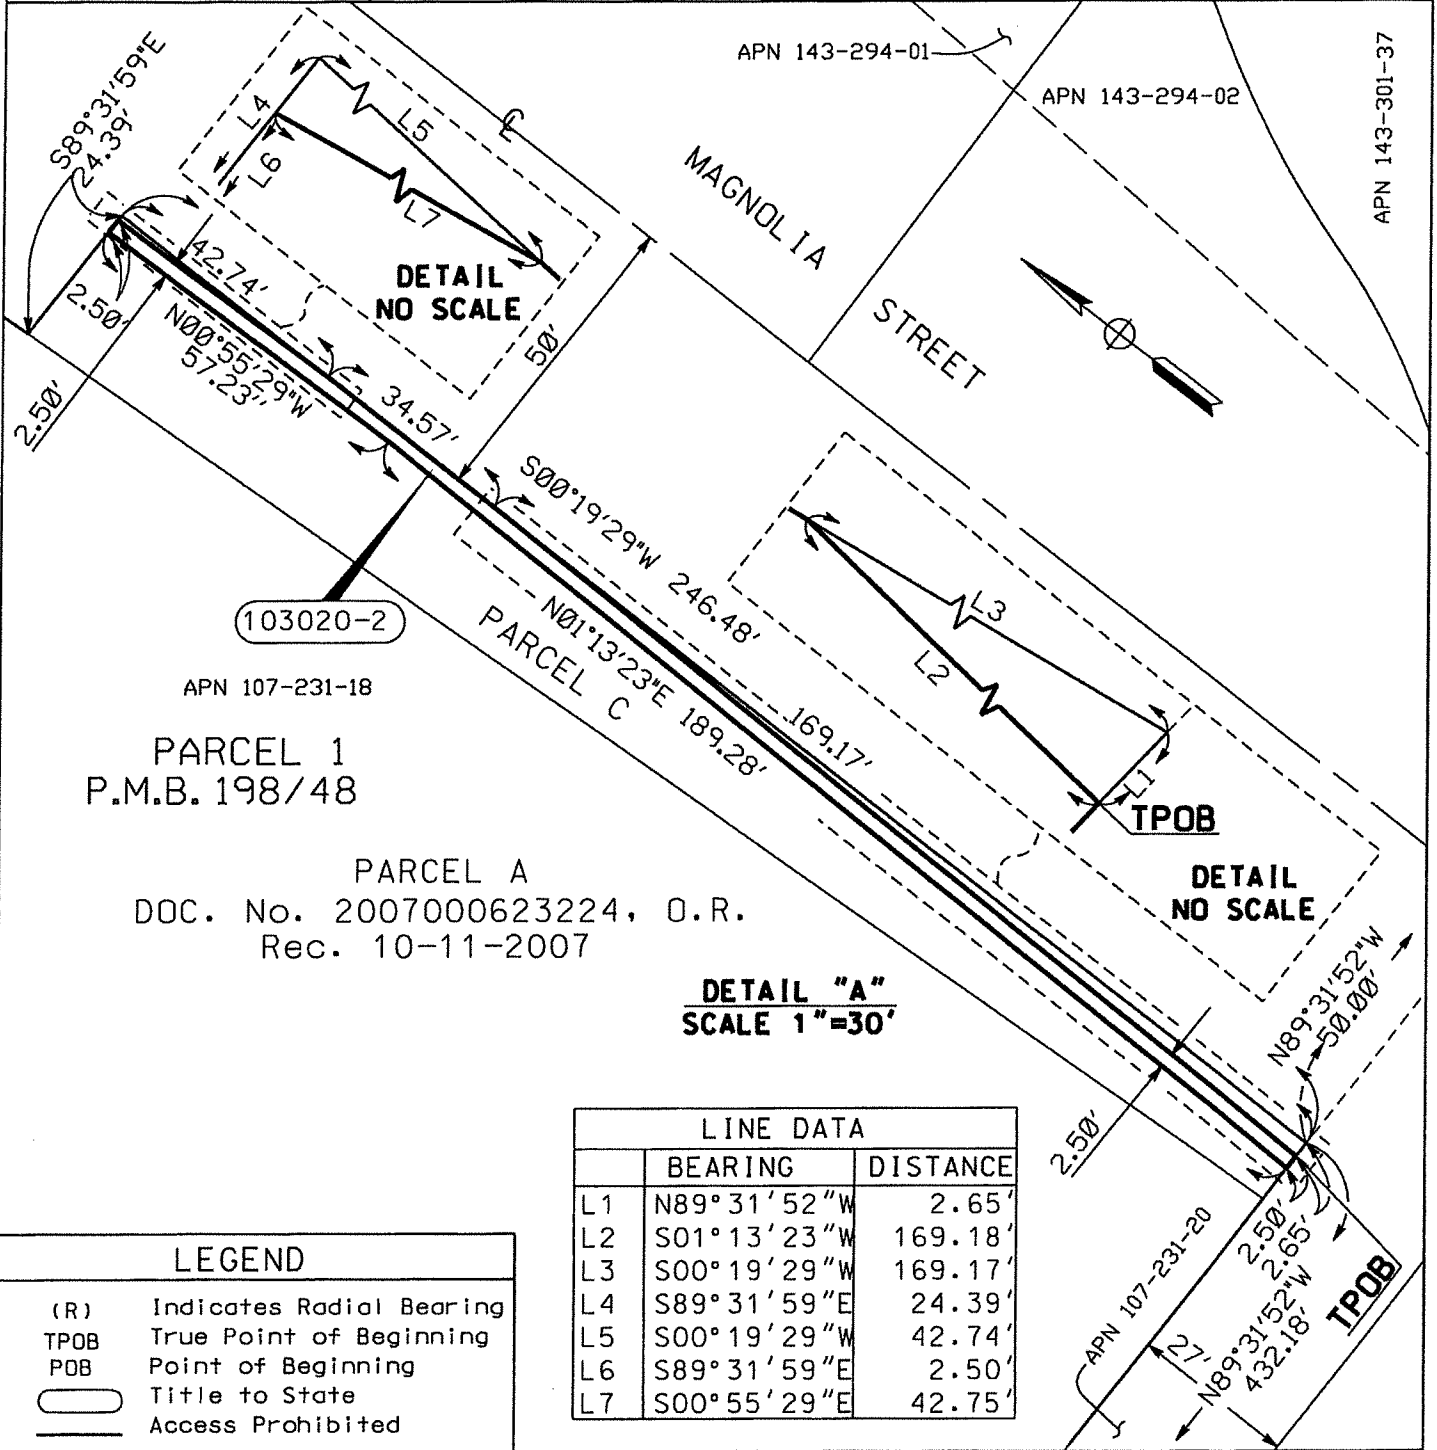 APN 143-294-01
APN 143-294-02
APN 143-301-37
S89°31'59"E
24.39'
L4
L5
L6
L7
℄
MAGNOLIA
STREET
DETAIL
NO SCALE
42.74'
2.50'
N00°55'29"W
57.23'
2.50'
34.57'
50'
S00°19'29"W 246.48'
103020-2
N01°13'23"E 189.28'
PARCEL C
169.17'
L3
L2
L1
TPOB
DETAIL
NO SCALE
APN 107-231-18
PARCEL 1
P.M.B. 198/48
PARCEL A
DOC. No. 2007000623224, O.R.
Rec. 10-11-2007
DETAIL "A"
SCALE 1"=30'
N89°31'52"W
50.00'
2.50'
2.50'
2.65'
N89°31'52"W
432.18'
TPOB
APN 107-231-20
27'
LINE DATA
BEARING DISTANCE
L1 N89°31'52"W 2.65'
L2 S01°13'23"W 169.18'
L3 S00°19'29"W 169.17'
L4 S89°31'59"E 24.39'
L5 S00°19'29"W 42.74'
L6 S89°31'59"E 2.50'
L7 S00°55'29"E 42.75'
LEGEND
(R) Indicates Radial Bearing
TPOB True Point of Beginning
POB Point of Beginning
Title to State
Access Prohibited